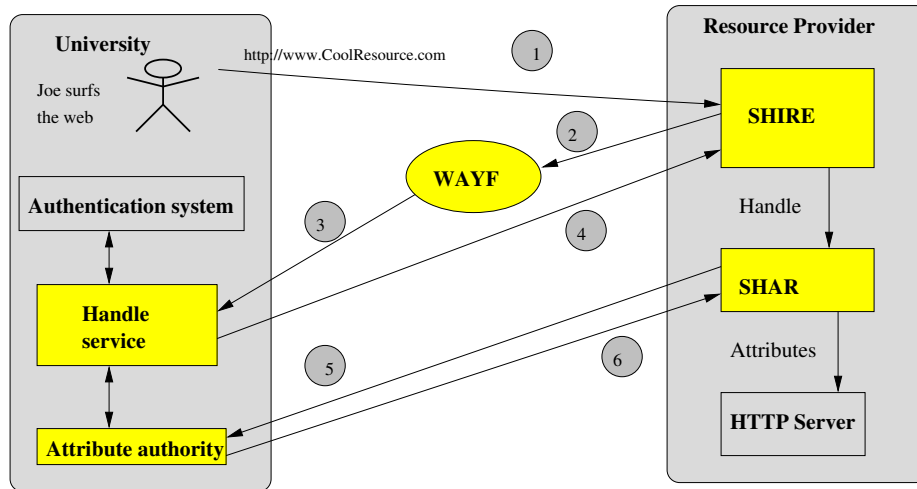 University
Resource Provider
http://www.CoolResource.com
1
Joe surfs
the web
SHIRE
2
WAYF
Authentication system
3
4
Handle
Handle
service
SHAR
5
6
Attributes
Attribute authority
HTTP Server